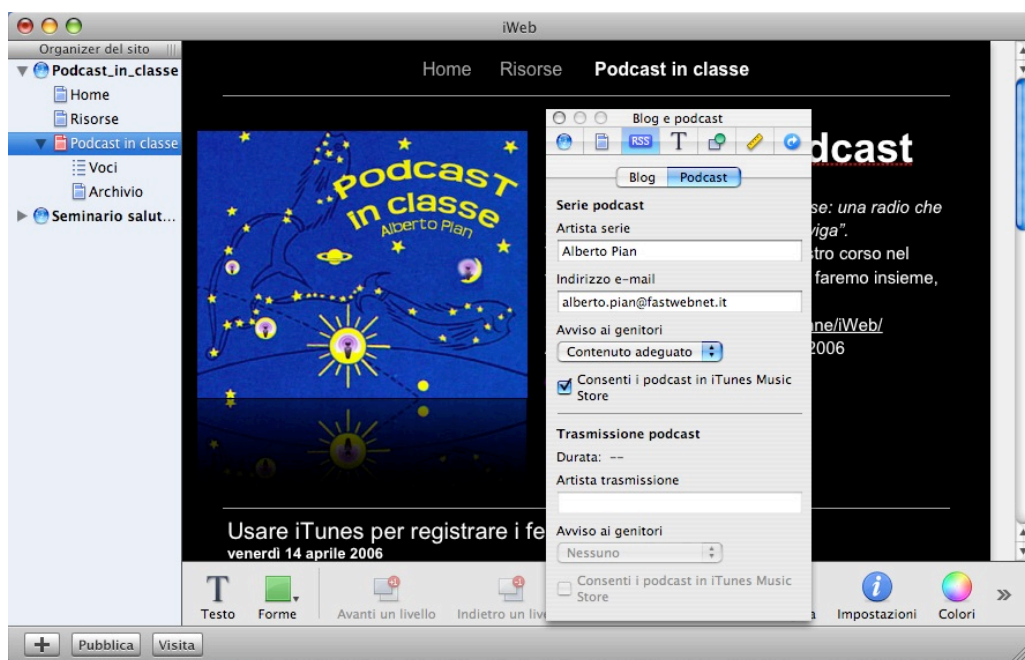 iWeb
Organizer del sito
Podcast_in_classe
Home
Risorse
Podcast in classe
Voci
Archivio
Seminario salut...
Home Risorse Podcast in classe
Podcast
in classe
Alberto Pian
dcast
se: una radio che
viga”.
stro corso nel
faremo insieme,
nne/iWeb/
2006
Usare iTunes per registrare i fe
venerdì 14 aprile 2006
Blog e podcast
RSS T
Blog Podcast
Serie podcast
Artista serie
Alberto Pian
Indirizzo e-mail
alberto.pian@fastwebnet.it
Avviso ai genitori
Contenuto adeguato
Consenti i podcast in iTunes Music
Store
Trasmissione podcast
Durata: --
Artista trasmissione
Avviso ai genitori
Nessuno
Consenti i podcast in iTunes Music
Store
T
Testo Forme Avanti un livello Indietro un live a Impostazioni Colori
Pubblica Visita